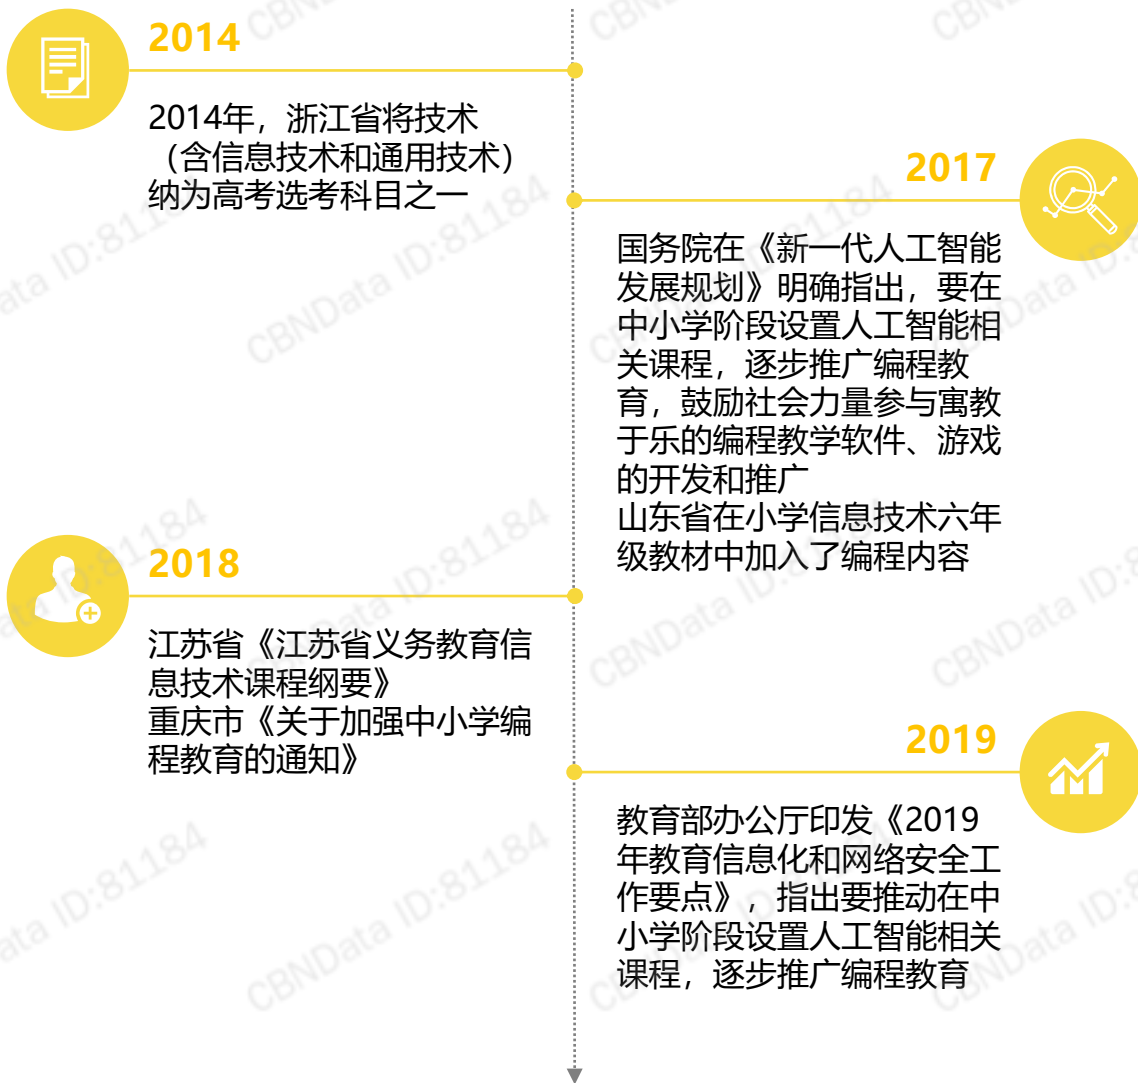 2014
2014年，浙江省将技术
（含信息技术和通用技术）
纳为高考选考科目之一
2017
国务院在《新一代人工智能
发展规划》明确指出，要在
中小学阶段设置人工智能相
关课程，逐步推广编程教
育，鼓励社会力量参与寓教
于乐的编程教学软件、游戏
的开发和推广
山东省在小学信息技术六年
级教材中加入了编程内容
2018
江苏省《江苏省义务教育信
息技术课程纲要》
重庆市《关于加强中小学编
程教育的通知》
2019
教育部办公厅印发《2019
年教育信息化和网络安全工
作要点》，指出要推动在中
小学阶段设置人工智能相关
课程，逐步推广编程教育
CBNData ID:81184